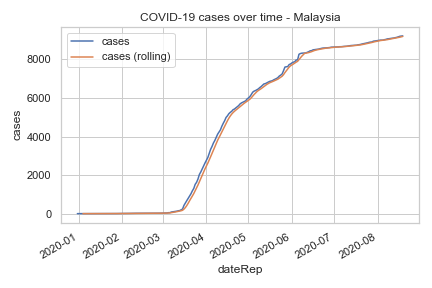 COVID-19 cases over time - Malaysia
cases
cases (rolling)
8000
6000
4000
2000
0
cases
2020-01
2020-02
2020-03
2020-04
2020-05
2020-06
2020-07
2020-08
dateRep